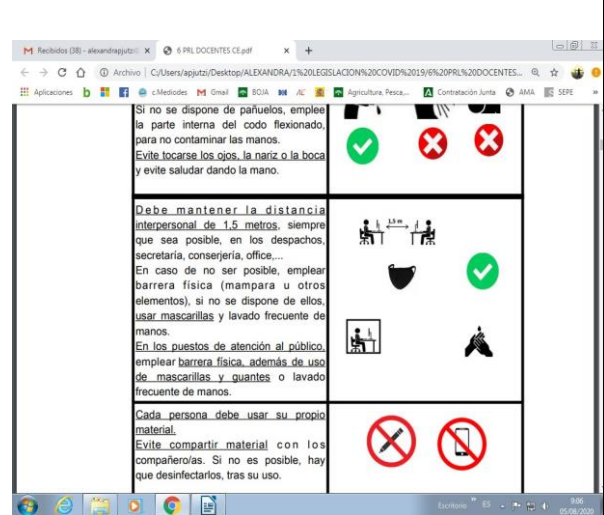 Recibidos (38) - alexandrapjutzi
6 PRL DOCENTES CE.pdf
Archivo | C:/Users/apjutzi/Desktop/ALEXANDRA/1%20LEGISLACION%20COVID%2019/6%20PRL%20DOCENTES...
Aplicaciones
Gmail
BOJA
c.Mediodes
Agricultura, Pesca,...
Contratación Junta
AMA
SEPE
Si no se dispone de pañuelos, emplee
la parte interna del codo flexionado,
para no contaminar las manos.
Evite tocarse los ojos, la nariz o la boca
y evite saludar dando la mano.
Debe mantener la distancia
interpersonal de 1,5 metros, siempre
que sea posible, en los despachos,
secretaría, conserjería, office,...
En caso de no ser posible, emplear
barrera física (mampara u otros
elementos), si no se dispone de ellos,
usar mascarillas y lavado frecuente de
manos.
En los puestos de atención al público,
emplear barrera física, además de uso
de mascarillas y guantes o lavado
frecuente de manos.
1,5 m
Cada persona debe usar su propio
material.
Evite compartir material con los
compañero/as. Si no es posible, hay
que desinfectarlos, tras su uso.
Escritorio
ES
9:06
05/08/2020